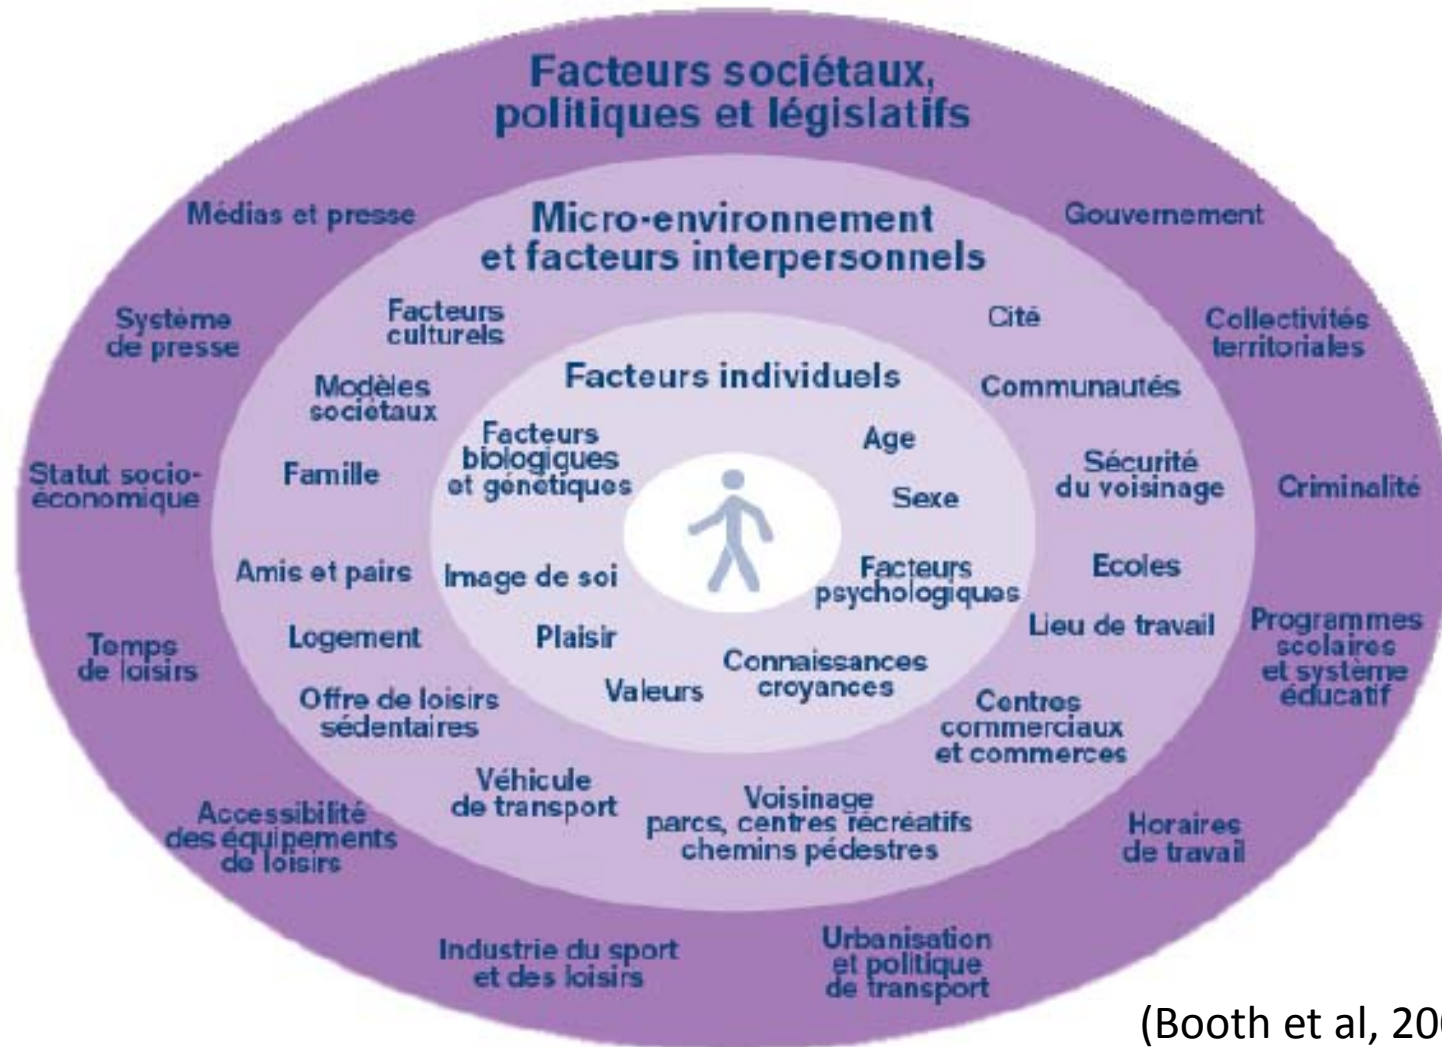 Facteurs sociétaux,
politiques et législatifs
Médias et presse
Gouvernement
Système
de presse
Collectivités
territoriales
Statut socio-
économique
Criminalité
Temps
de loisirs
Programmes
scolaires
et système
éducatif
Accessibilité
des équipements
de loisirs
Horaires
de travail
Industrie du sport
et des loisirs
Urbanisation
et politique
de transport
Micro-environnement
et facteurs interpersonnels
Facteurs
culturels
Cité
Modèles
sociétaux
Communautés
Famille
Sécurité
du voisinage
Amis et pairs
Ecoles
Logement
Lieu de travail
Offre de loisirs
sédentaires
Centres
commerciaux
et commerces
Véhicule
de transport
Voisinage
parcs, centres récréatifs
chemins pédestres
Facteurs individuels
Facteurs
biologiques
et génétiques
Age
Sexe
Image de soi
Facteurs
psychologiques
Plaisir
Connaissances
croyances
Valeurs
(Booth et al,